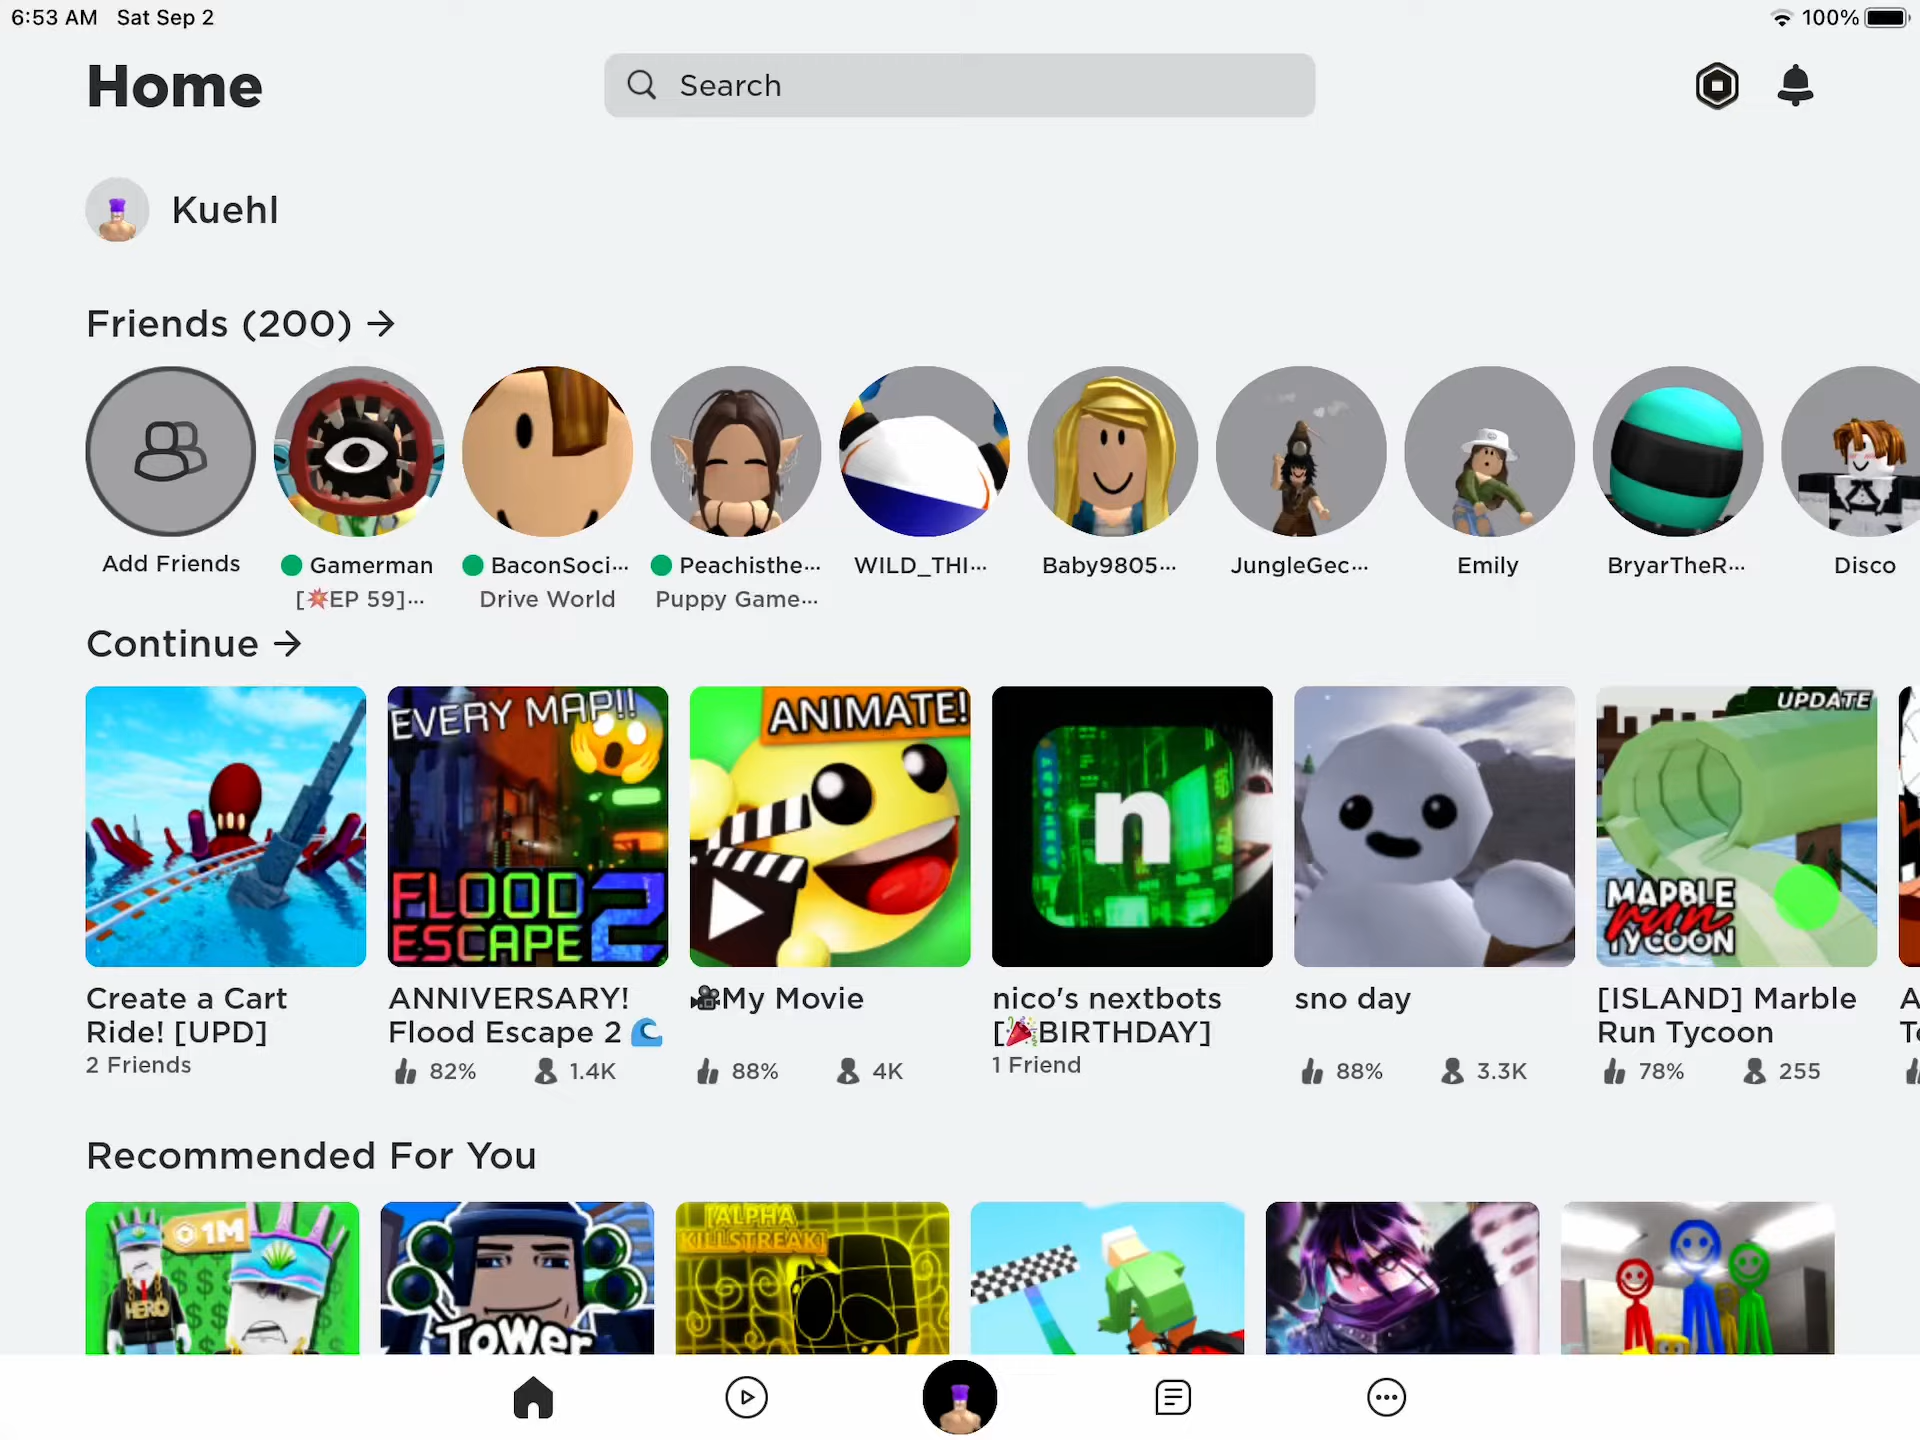 6:53 AM Sat Sep 2
100%
Home
Search
Kuehl
Friends (200) →
Add Friends
Gamerman
[💥EP 59]...
BaconSoci...
Drive World
Peachisthe...
Puppy Game...
WILD_THI...
Baby9805...
JungleGec...
Emily
BryarTheR...
Disco
Continue →
EVERY MAP!!
FLOOD
ESCAPE 2
ANIMATE!
n
UPDATE
MARBLE
run
TYCOON
Create a Cart
Ride! [UPD]
2 Friends
ANNIVERSARY!
Flood Escape 2 🌊
82% 1.4K
🎥My Movie
88% 4K
nico's nextbots
[🎉BIRTHDAY]
1 Friend
sno day
88% 3.3K
[ISLAND] Marble
Run Tycoon
78% 255
Recommended For You
1M
HERO
TOWER
[ALPHA
KILLSTREAK]